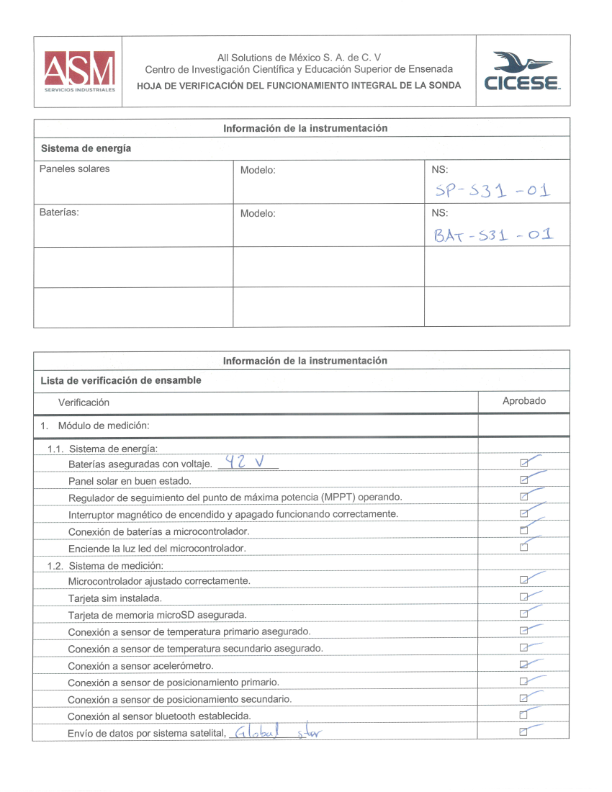 ASM
SERVICIOS INDUSTRIALES
All Solutions de México S. A. de C. V
Centro de Investigación Científica y Educación Superior de Ensenada
HOJA DE VERIFICACIÓN DEL FUNCIONAMIENTO INTEGRAL DE LA SONDA
CICESE
Información de la instrumentación
Sistema de energía
Paneles solares Modelo: NS:
SP-S31-01
Baterías: Modelo: NS:
BAT-S31-01
Información de la instrumentación
Lista de verificación de ensamble
Verificación Aprobado
1. Módulo de medición:
1.1. Sistema de energía:
Baterías aseguradas con voltaje. 42 V
Panel solar en buen estado.
Regulador de seguimiento del punto de máxima potencia (MPPT) operando.
Interruptor magnético de encendido y apagado funcionando correctamente.
Conexión de baterías a microcontrolador.
Enciende la luz led del microcontrolador.
1.2. Sistema de medición:
Microcontrolador ajustado correctamente.
Tarjeta sim instalada.
Tarjeta de memoria microSD asegurada.
Conexión a sensor de temperatura primario asegurado.
Conexión a sensor de temperatura secundario asegurado.
Conexión a sensor acelerómetro.
Conexión a sensor de posicionamiento primario.
Conexión a sensor de posicionamiento secundario.
Conexión al sensor bluetooth establecida.
Envío de datos por sistema satelital, Global star